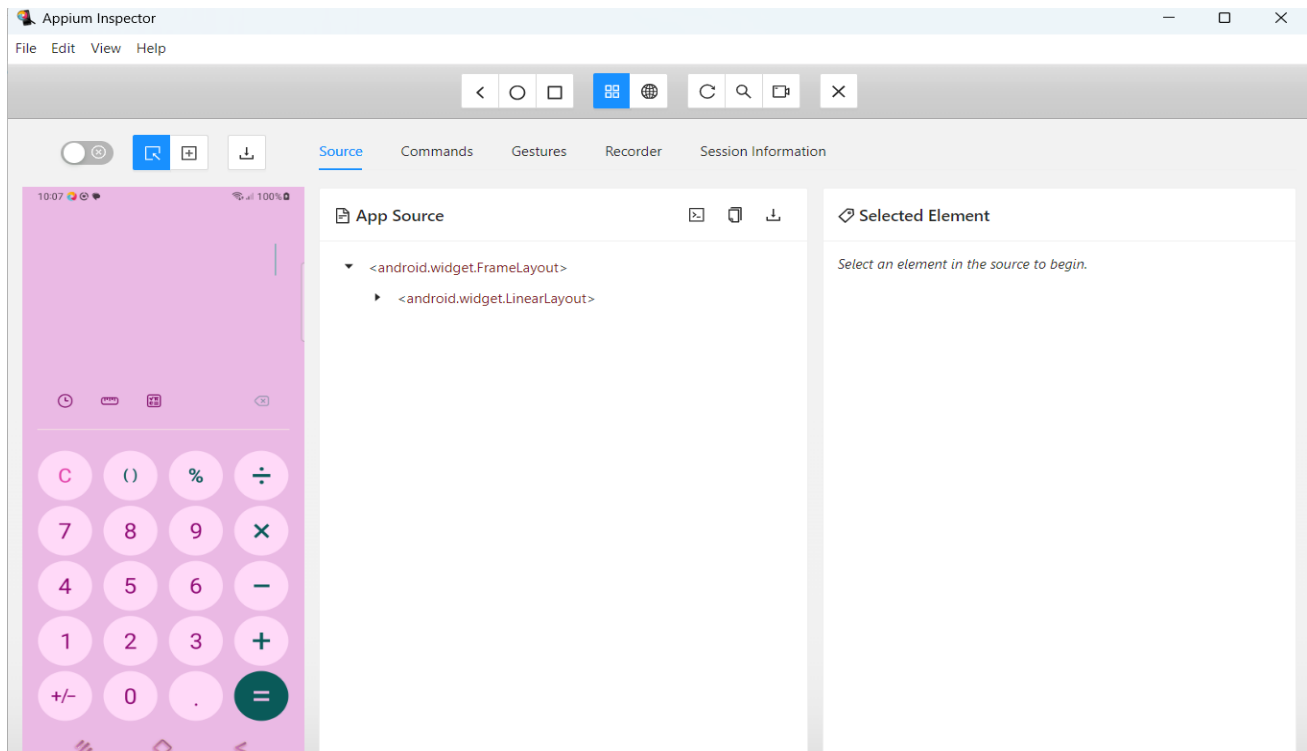 Appium Inspector
File Edit View Help
Source Commands Gestures Recorder Session Information
10:07 100%
App Source
Selected Element
<android.widget.FrameLayout>
<android.widget.LinearLayout>
Select an element in the source to begin.
C () % ÷
7 8 9 ×
4 5 6 −
1 2 3 +
+/− 0 . =